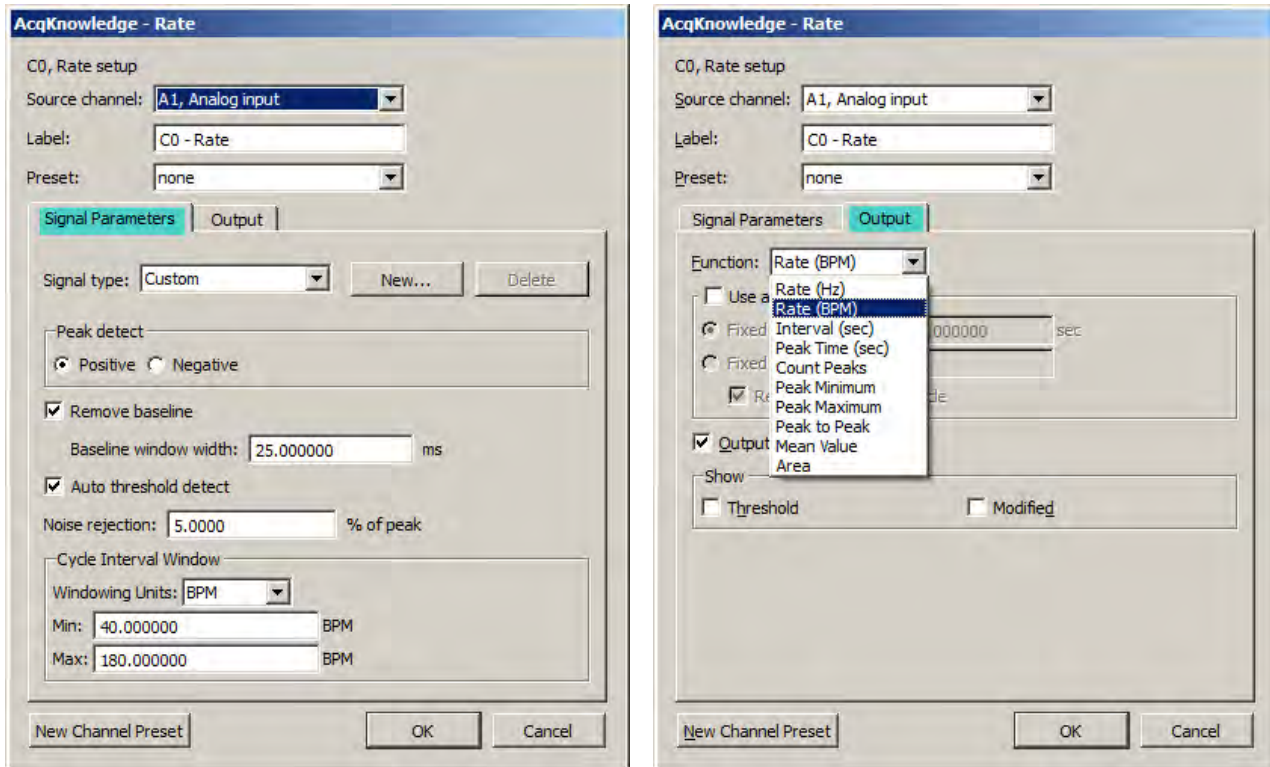 AcqKnowledge - Rate
C0, Rate setup
Source channel: A1, Analog input
Label: C0 - Rate
Preset: none
Signal Parameters Output
Signal type: Custom New... Delete
Peak detect
Positive Negative
Remove baseline
Baseline window width: 25.000000 ms
Auto threshold detect
Noise rejection: 5.0000 % of peak
Cycle Interval Window
Windowing Units: BPM
Min: 40.000000 BPM
Max: 180.000000 BPM
New Channel Preset OK Cancel
AcqKnowledge - Rate
C0, Rate setup
Source channel: A1, Analog input
Label: C0 - Rate
Preset: none
Signal Parameters Output
Function: Rate (BPM)
Rate (Hz)
Use
Rate (BPM)
Fixed Interval (sec) 000000 sec
Peak Time (sec)
Fixed Count Peaks
Peak Minimum
Peak Maximum
Peak to Peak
Output Mean Value
Area
Show
Threshold Modified
New Channel Preset OK Cancel